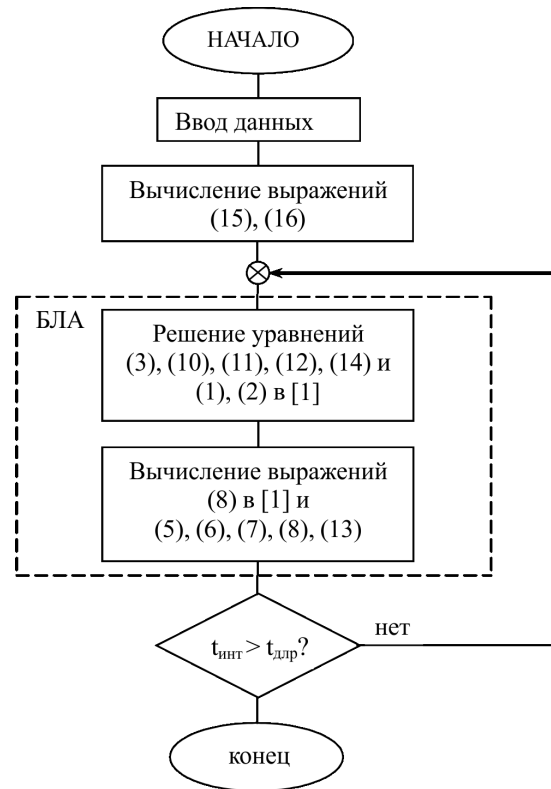 НАЧАЛО
Ввод данных
Вычисление выражений
(15), (16)
БЛА
Решение уравнений
(3), (10), (11), (12), (14) и
(1), (2) в [1]
Вычисление выражений
(8) в [1] и
(5), (6), (7), (8), (13)
tинт > tдлр?
нет
конец